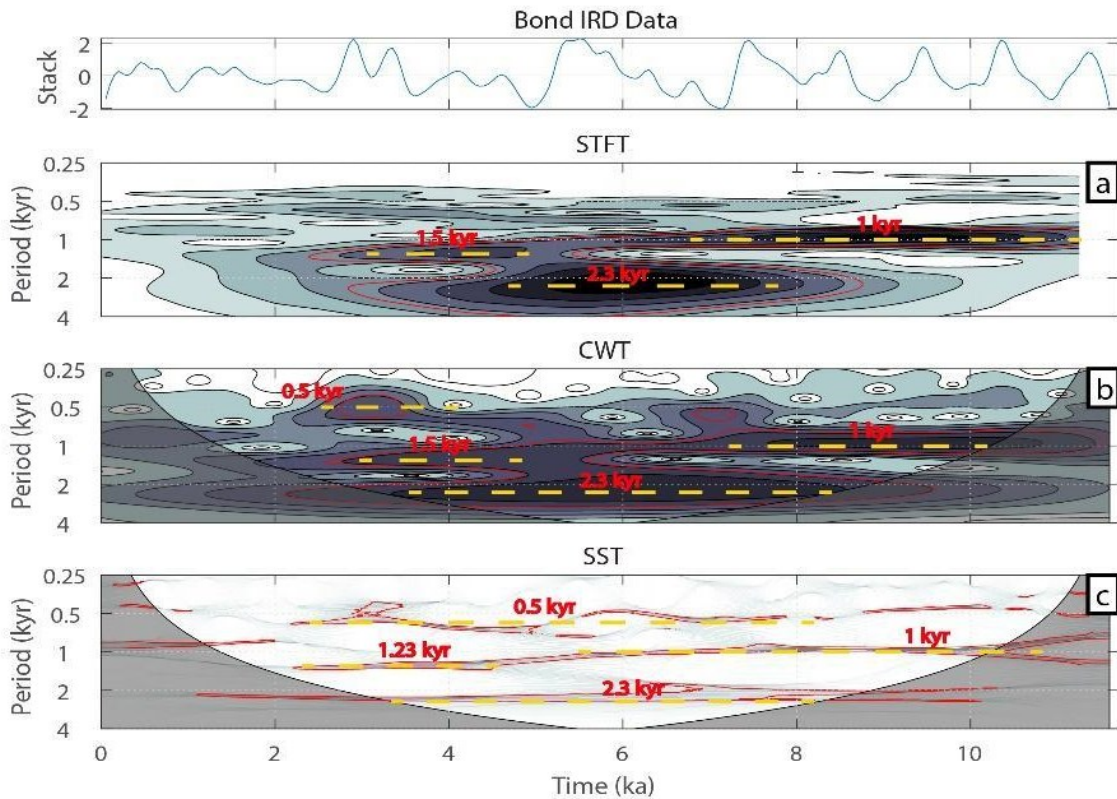 Bond IRD Data
Stack
2
0
-2
STFT
a
Period (kyr)
0.25
0.5
1
2
4
1.5 kyr
1 kyr
2.3 kyr
CWT
b
Period (kyr)
0.25
0.5
1
2
4
0.5 kyr
1.5 kyr
1 kyr
2.3 kyr
SST
c
Period (kyr)
0.25
0.5
1
2
4
0.5 kyr
1.23 kyr
1 kyr
2.3 kyr
0 2 4 6 8 10
Time (ka)